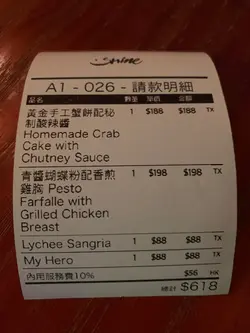 Shine
A1 - 026 - 請款明細
品名 數量 單價 金額
黃金手工蟹餅配秘 1 $188 $188 TX
制酸辣醬
Homemade Crab
Cake with
Chutney Sauce
青醬蝴蝶粉配香煎 1 $198 $198 TX
雞胸 Pesto
Farfalle with
Grilled Chicken
Breast
Lychee Sangria 1 $88 $88 TX
My Hero 1 $88 $88 TX
內用服務費10% $56
總計 $618